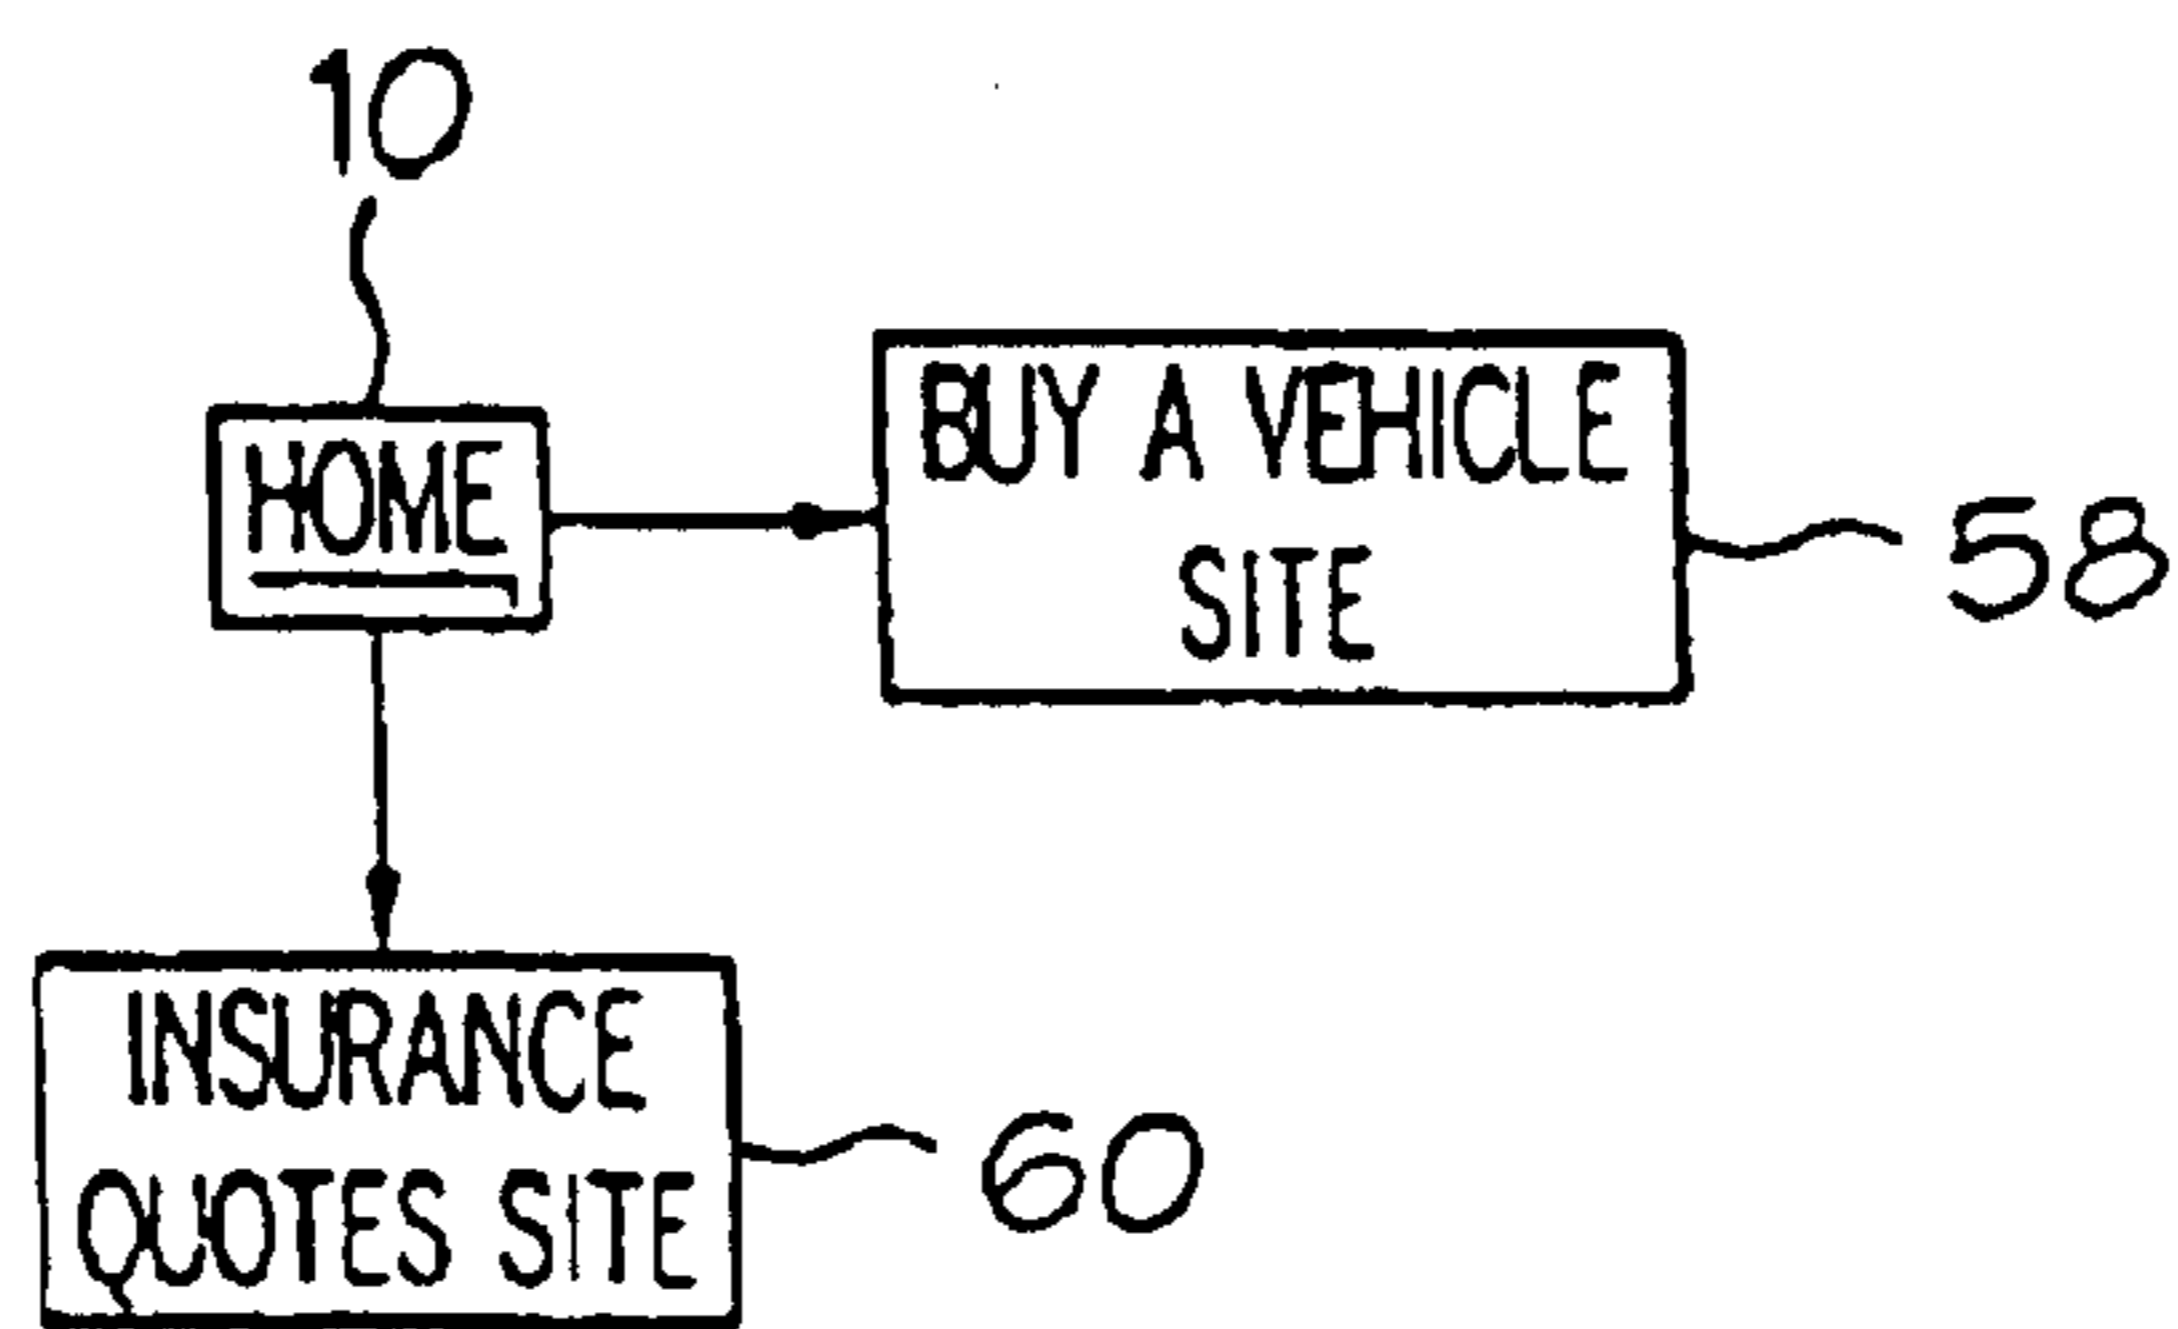 10
HOME
BUY A VEHICLE
SITE
58
INSURANCE
QUOTES SITE
60